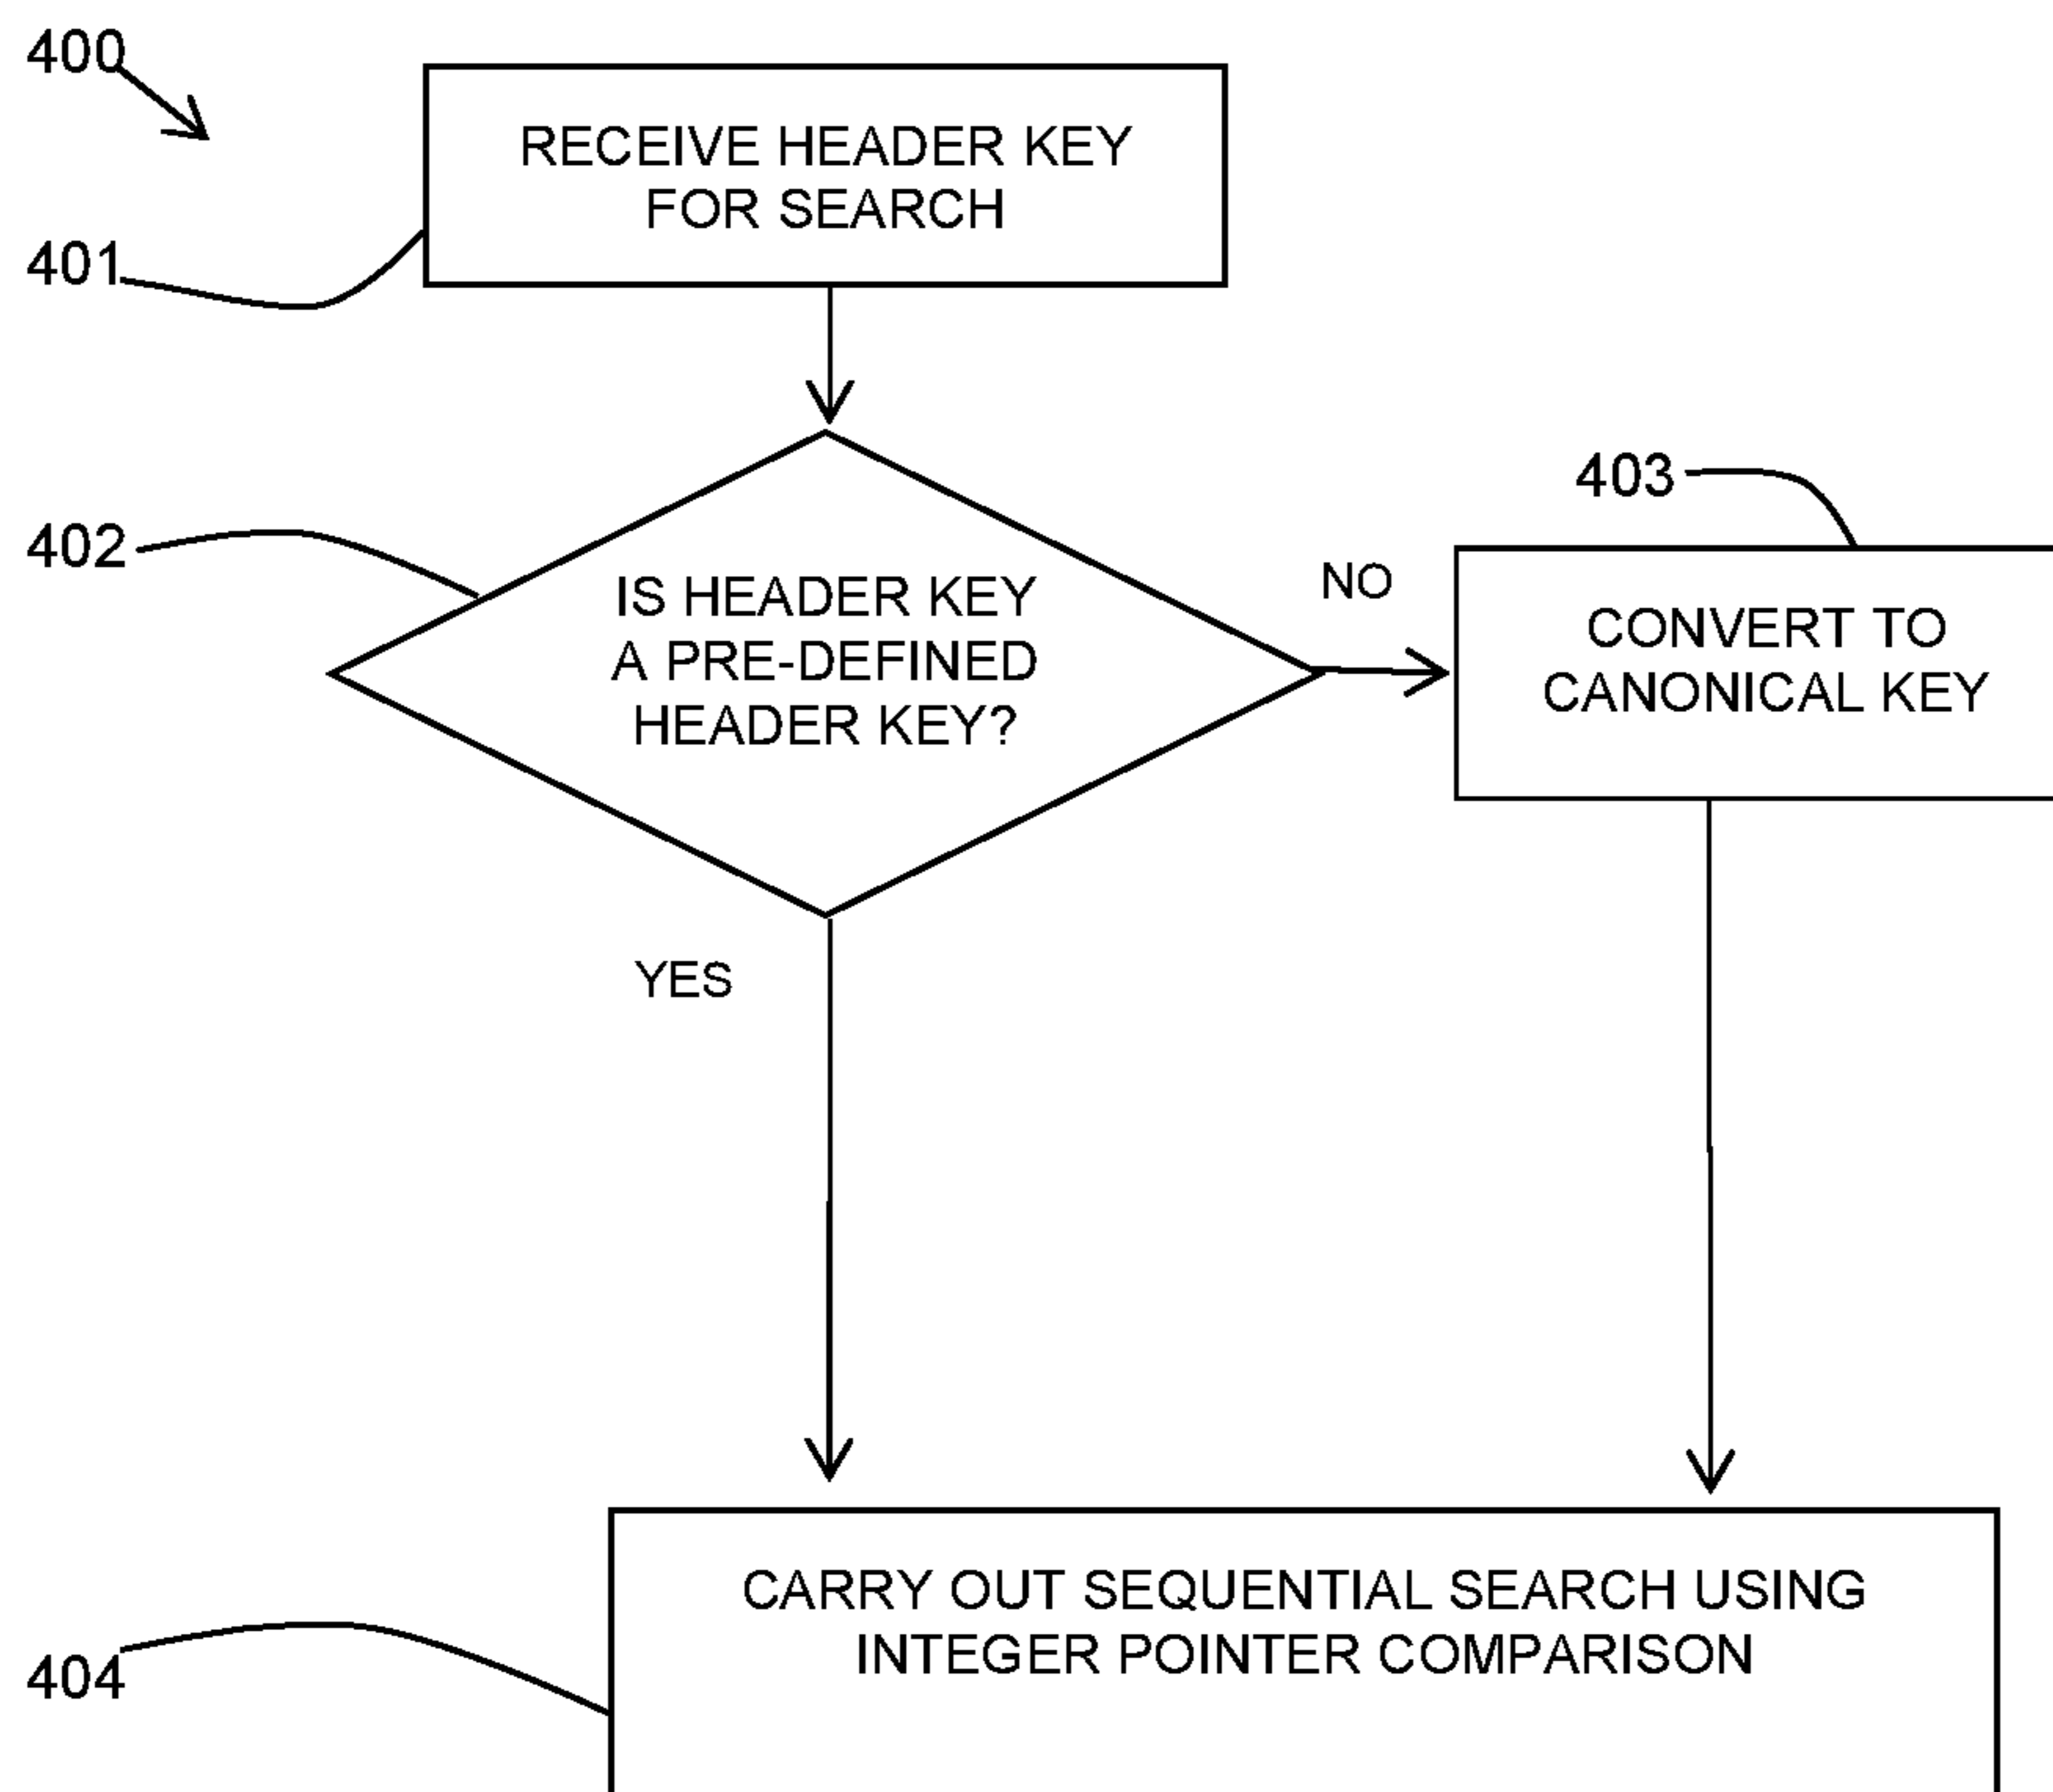 400
RECEIVE HEADER KEY
FOR SEARCH
401
402
IS HEADER KEY
A PRE-DEFINED
HEADER KEY?
NO
403
CONVERT TO
CANONICAL KEY
YES
CARRY OUT SEQUENTIAL SEARCH USING
INTEGER POINTER COMPARISON
404